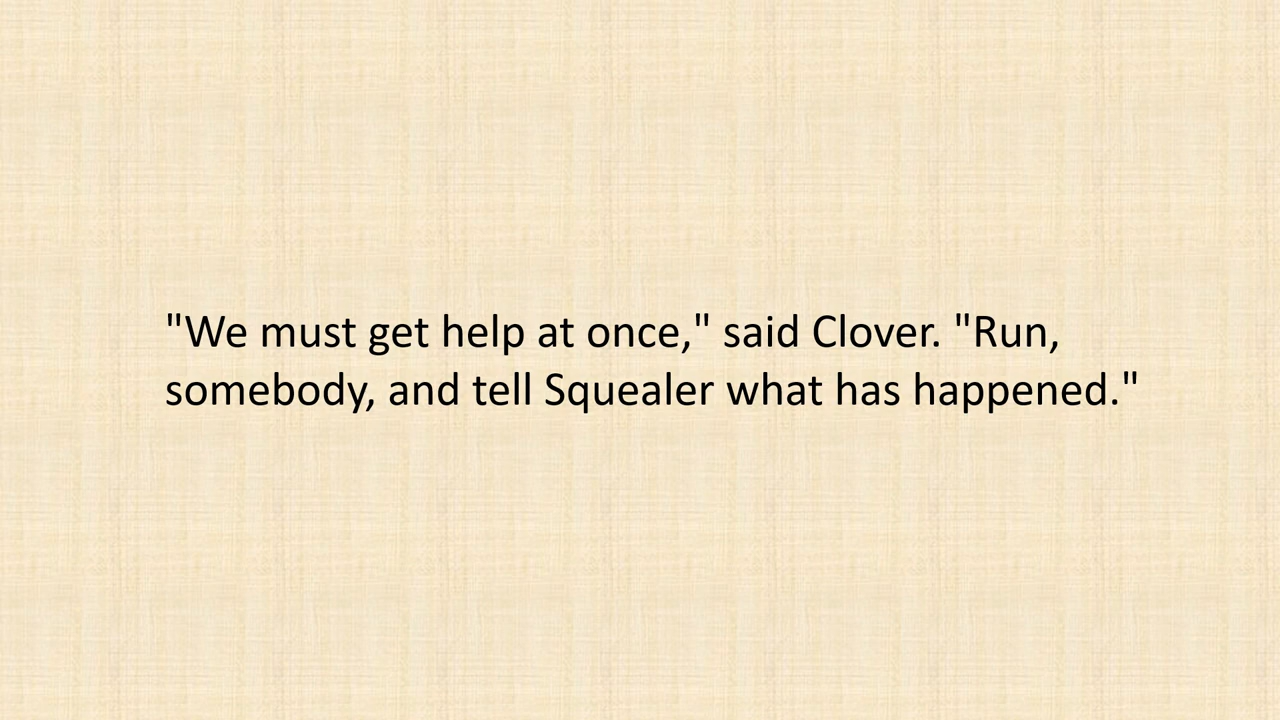 "We must get help at once," said Clover. "Run,
somebody, and tell Squealer what has happened."